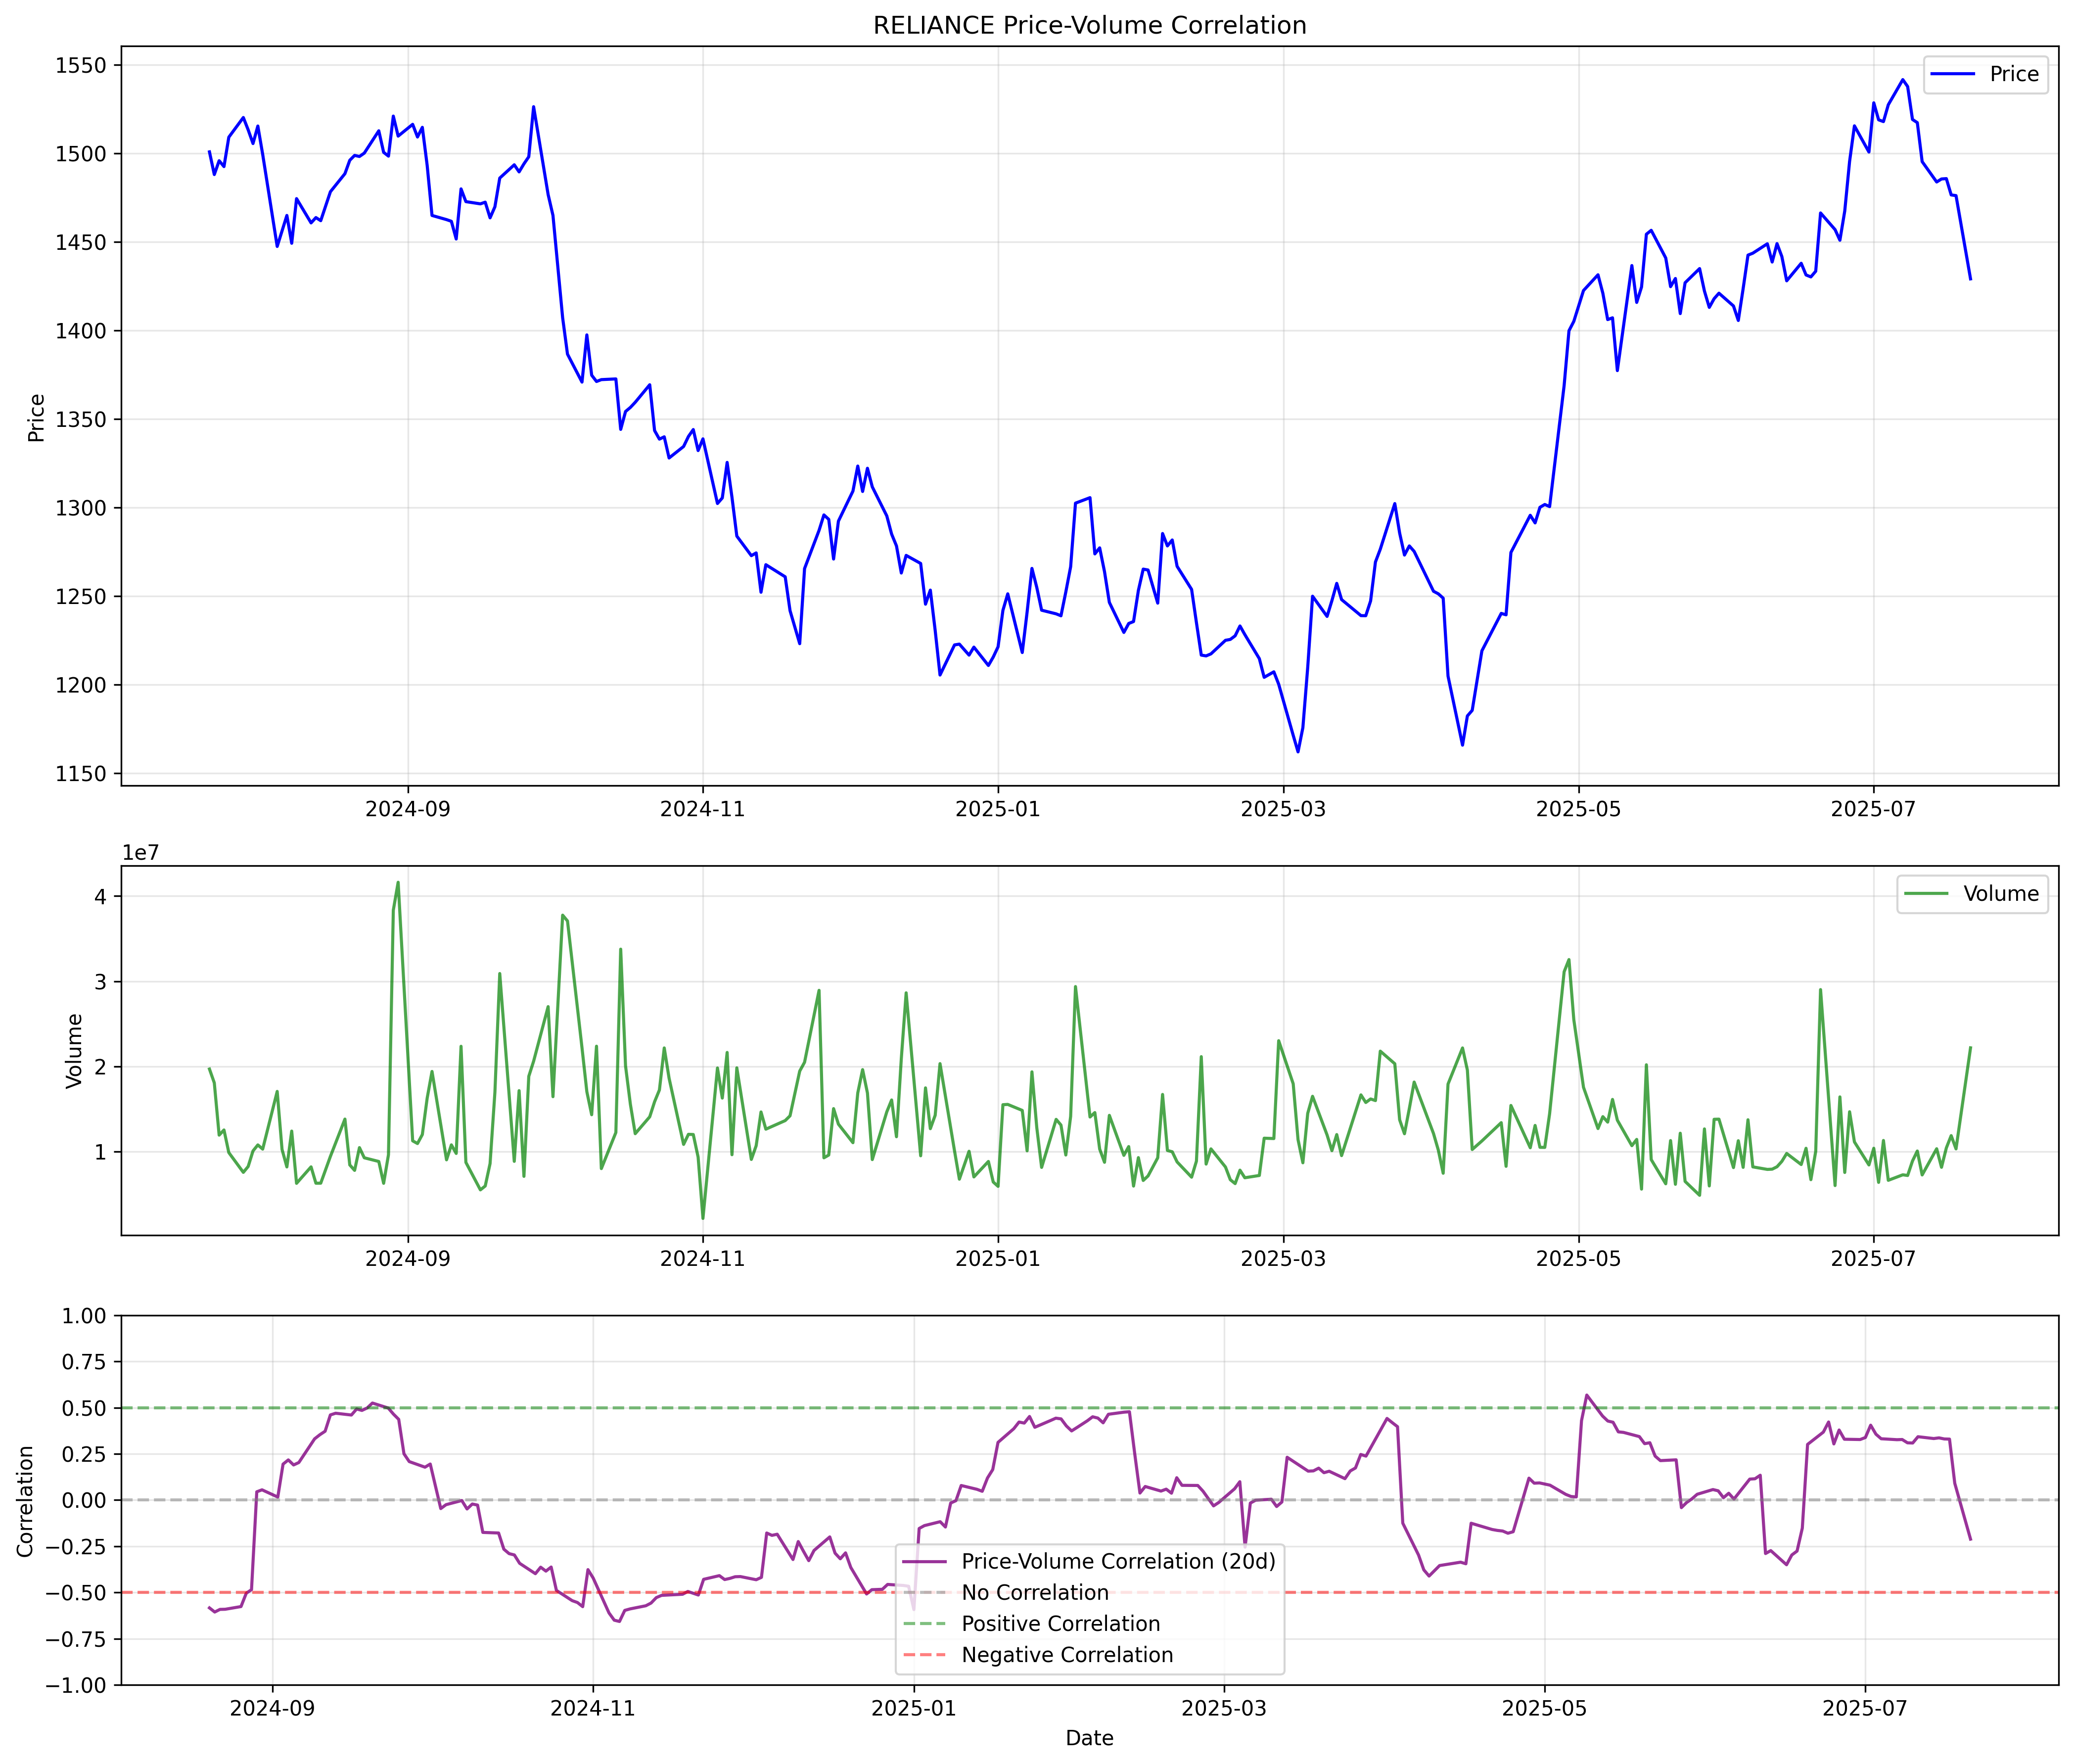 RELIANCE Price-Volume Correlation
Price
1550
1500
1450
1400
1350
1300
1250
1200
1150
Price
2024-09 2024-11 2025-01 2025-03 2025-05 2025-07
1e7
Volume
4
3
2
1
Volume
2024-09 2024-11 2025-01 2025-03 2025-05 2025-07
1.00
0.75
0.50
0.25
0.00
−0.25
−0.50
−0.75
−1.00
Correlation
Price-Volume Correlation (20d)
No Correlation
Positive Correlation
Negative Correlation
2024-09 2024-11 2025-01 2025-03 2025-05 2025-07
Date